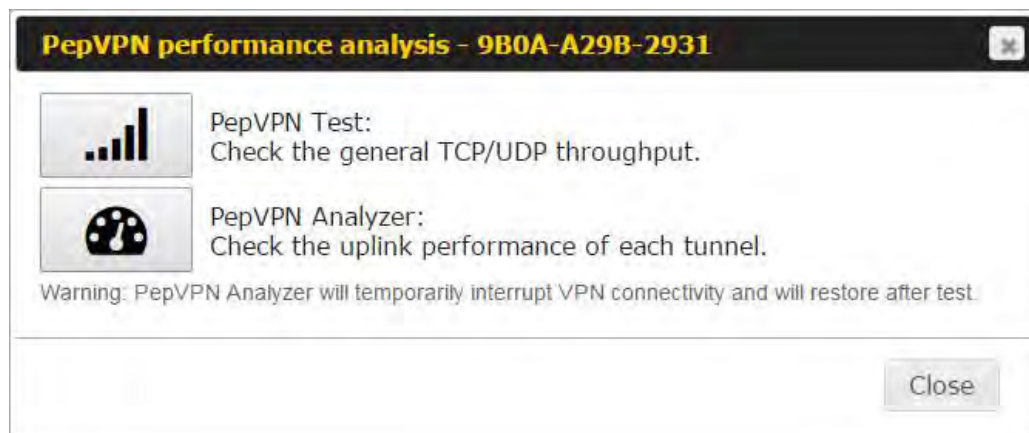 PepVPN performance analysis - 9B0A-A29B-2931
PepVPN Test:
Check the general TCP/UDP throughput.
PepVPN Analyzer:
Check the uplink performance of each tunnel.
Warning: PepVPN Analyzer will temporarily interrupt VPN connectivity and will restore after test.
Close